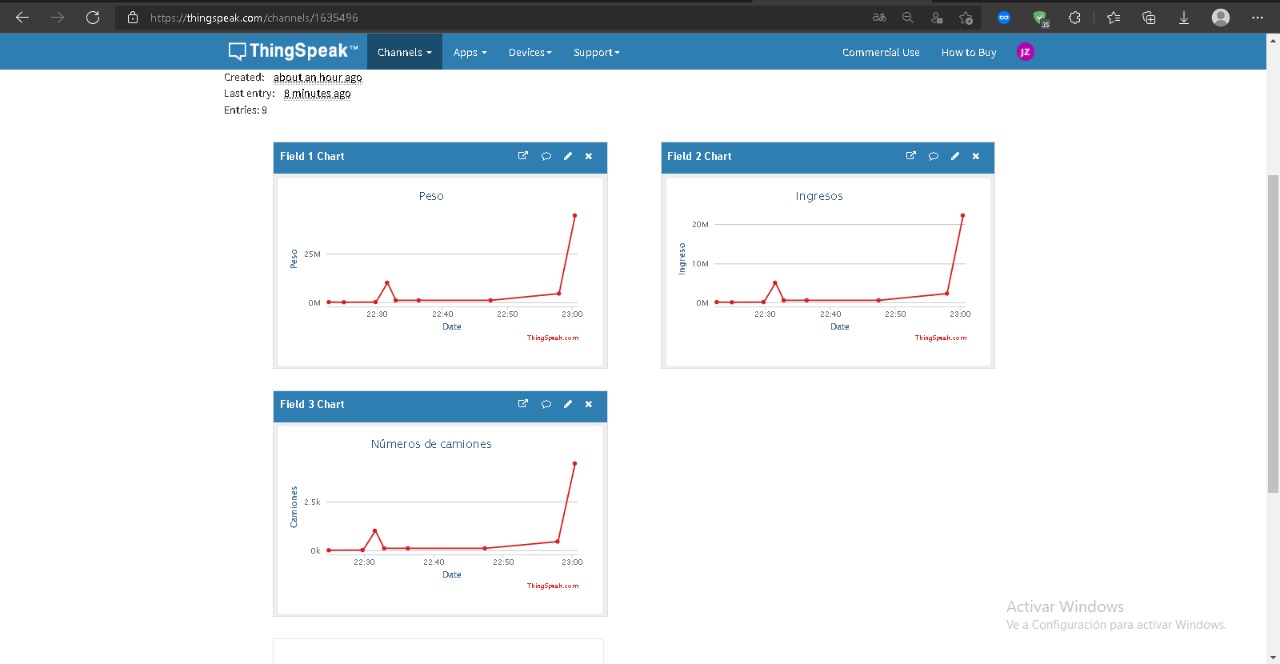 https://thingspeak.com/channels/1635496
ThingSpeak™ Channels Apps Devices Support Commercial Use How to Buy JZ
Created: about an hour ago
Last entry: 8 minutes ago
Entries: 9
Field 1 Chart
Peso
Peso
25M
0M
22:30 22:40 22:50 23:00
Date
ThingSpeak.com
Field 2 Chart
Ingresos
Ingreso
20M
10M
0M
22:30 22:40 22:50 23:00
Date
ThingSpeak.com
Field 3 Chart
Números de camiones
Camiones
2.5k
0k
22:30 22:40 22:50 23:00
Date
ThingSpeak.com
Activar Windows
Ve a Configuración para activar Windows.